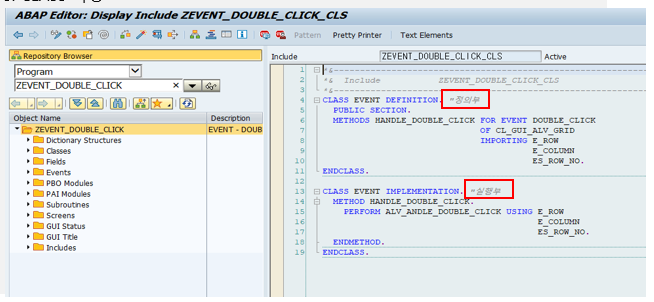 ABAP Editor: Display Include ZEVENT_DOUBLE_CLICK_CLS
Pattern Pretty Printer Text Elements
Repository Browser
Program
ZEVENT_DOUBLE_CLICK
Object Name Description
ZEVENT_DOUBLE_CLICK EVENT - DOUB
Dictionary Structures
Classes
Fields
Events
PBO Modules
PAI Modules
Subroutines
Screens
GUI Status
GUI Title
Includes
Include ZEVENT_DOUBLE_CLICK_CLS Active
1 *&---------------------------------------------------------------------
2 *& Include ZEVENT_DOUBLE_CLICK_CLS
3 *&---------------------------------------------------------------------
4 CLASS EVENT DEFINITION. "정의부
5 PUBLIC SECTION.
6 METHODS HANDLE_DOUBLE_CLICK FOR EVENT DOUBLE_CLICK
7 OF CL_GUI_ALV_GRID
8 IMPORTING E_ROW
9 E_COLUMN
10 ES_ROW_NO.
11 ENDCLASS.
12
13 CLASS EVENT IMPLEMENTATION. "실행부
14 METHOD HANDLE_DOUBLE_CLICK.
15 PERFORM ALV_ANDLE_DOUBLE_CLICK USING E_ROW
16 E_COLUMN
17 ES_ROW_NO.
18 ENDMETHOD.
19 ENDCLASS.